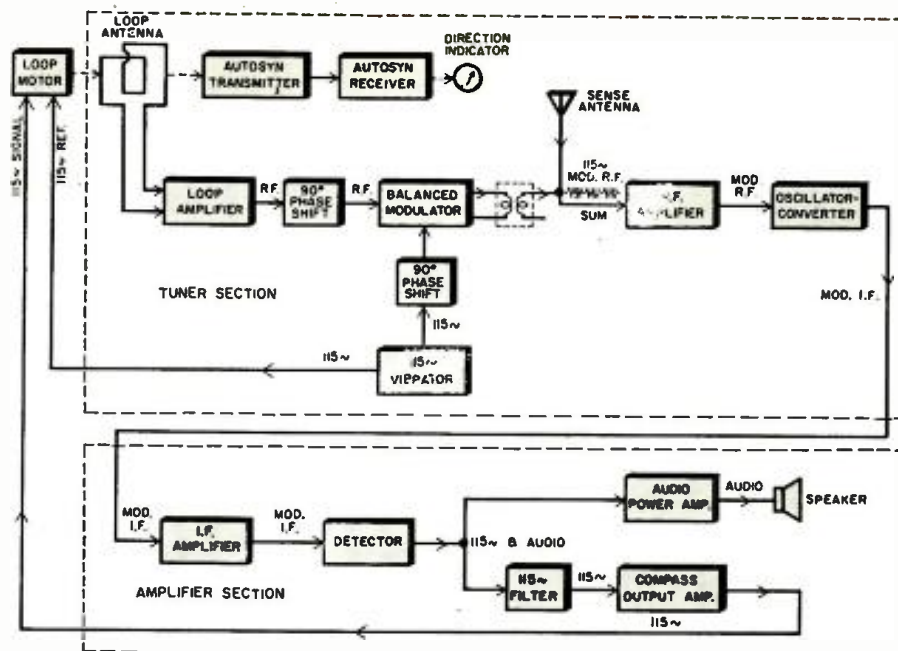 LOOP
ANTENNA
DIRECTION
INDICATOR
LOOP
MOTOR
AUTOSYN
TRANSMITTER
AUTOSYN
RECEIVER
SENSE
ANTENNA
115~ SIGNAL
115~ REF.
115~
MOD. R.F.
LOOP
AMPLIFIER
R.F.
90°
PHASE
SHIFT
R.F.
BALANCED
MODULATOR
SUM
AMPLIFIER
MOD
R.F.
OSCILLATOR-
CONVERTER
90°
PHASE
SHIFT
TUNER SECTION
MOD. I.F.
115~
115~
VIBRATOR
AUDIO
POWER AMP.
AUDIO
SPEAKER
MOD.
I.F.
I.F.
AMPLIFIER
MOD.
I.F.
DETECTOR
115~ & AUDIO
115~
FILTER
115~
COMPASS
OUTPUT AMP.
AMPLIFIER SECTION
115~